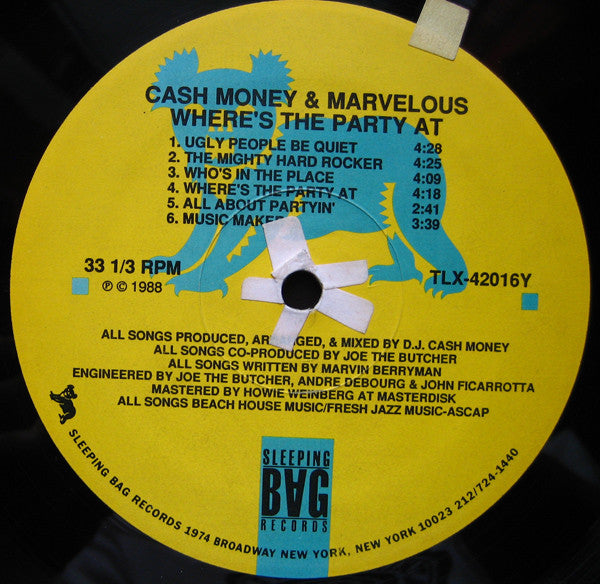 CASH MONEY & MARVELOUS
WHERE'S THE PARTY AT
1. UGLY PEOPLE BE QUIET 4:28
2. THE MIGHTY HARD ROCKER 4:25
3. WHO'S IN THE PLACE 4:09
4. WHERE'S THE PARTY AT 4:18
5. ALL ABOUT PARTYIN' 2:41
6. MUSIC MAKER 3:39
33 1/3 RPM
TLX-42016Y
℗ © 1988
ALL SONGS PRODUCED, ARRANGED, & MIXED BY D.J. CASH MONEY
ALL SONGS CO-PRODUCED BY JOE THE BUTCHER
ALL SONGS WRITTEN BY MARVIN BERRYMAN
ENGINEERED BY JOE THE BUTCHER, ANDRE DEBOURG & JOHN FICARROTTA
MASTERED BY HOWIE WEINBERG AT MASTERDISK
ALL SONGS BEACH HOUSE MUSIC/FRESH JAZZ MUSIC-ASCAP
SLEEPING
BAG
RECORDS
SLEEPING BAG RECORDS 1974 BROADWAY NEW YORK, NEW YORK 10023 212/724-1440